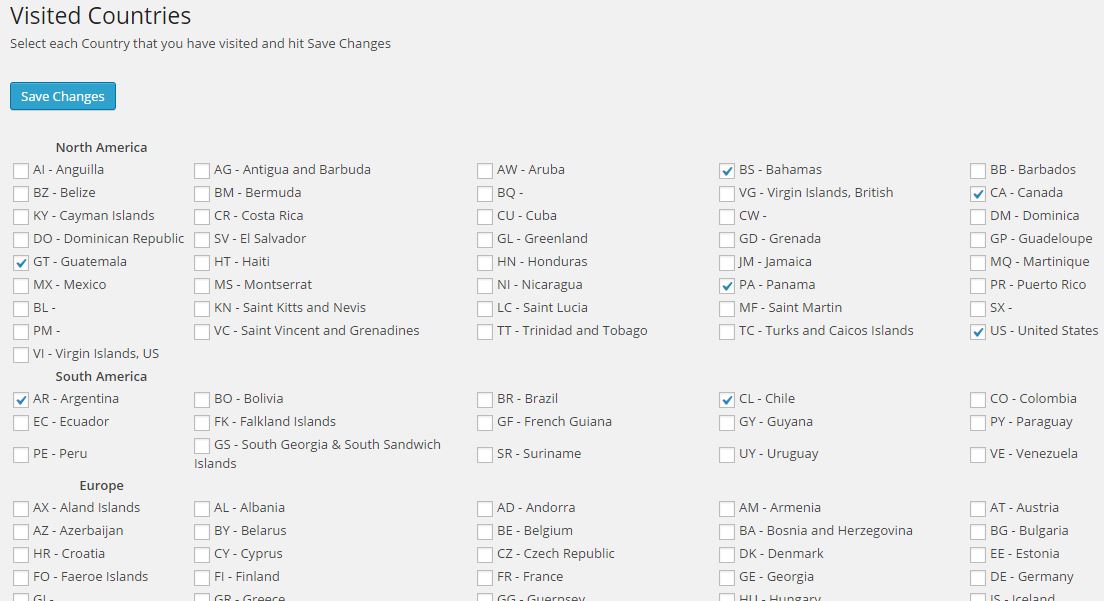 Visited Countries
Select each Country that you have visited and hit Save Changes
Save Changes
North America
AI - Anguilla AG - Antigua and Barbuda AW - Aruba BS - Bahamas BB - Barbados
BZ - Belize BM - Bermuda BQ - VG - Virgin Islands, British CA - Canada
KY - Cayman Islands CR - Costa Rica CU - Cuba CW - DM - Dominica
DO - Dominican Republic SV - El Salvador GL - Greenland GD - Grenada GP - Guadeloupe
GT - Guatemala HT - Haiti HN - Honduras JM - Jamaica MQ - Martinique
MX - Mexico MS - Montserrat NI - Nicaragua PA - Panama PR - Puerto Rico
BL - KN - Saint Kitts and Nevis LC - Saint Lucia MF - Saint Martin SX -
PM - VC - Saint Vincent and Grenadines TT - Trinidad and Tobago TC - Turks and Caicos Islands US - United States
VI - Virgin Islands, US
South America
AR - Argentina BO - Bolivia BR - Brazil CL - Chile CO - Colombia
EC - Ecuador FK - Falkland Islands GF - French Guiana GY - Guyana PY - Paraguay
PE - Peru GS - South Georgia & South Sandwich Islands SR - Suriname UY - Uruguay VE - Venezuela
Europe
AX - Aland Islands AL - Albania AD - Andorra AM - Armenia AT - Austria
AZ - Azerbaijan BY - Belarus BE - Belgium BA - Bosnia and Herzegovina BG - Bulgaria
HR - Croatia CY - Cyprus CZ - Czech Republic DK - Denmark EE - Estonia
FO - Faeroe Islands FI - Finland FR - France GE - Georgia DE - Germany
GI - GR - Greece GG - Guernsey HU - Hungary IS - Iceland